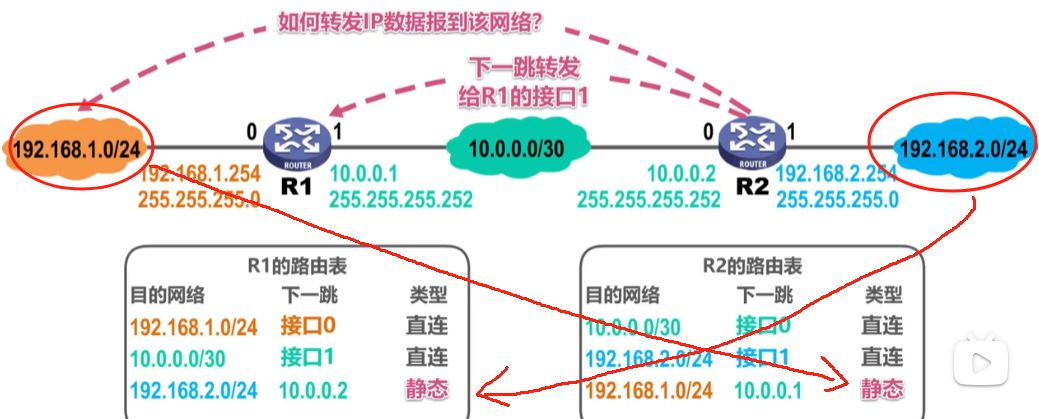 如何转发IP数据报到该网络?
下一跳转发
给R1的接口1
192.168.1.0/24
0
1
10.0.0.0/30
0
1
192.168.2.0/24
ROUTER
ROUTER
R1
R2
192.168.1.254
255.255.255.0
10.0.0.1
255.255.255.252
10.0.0.2
255.255.255.252
192.168.2.254
255.255.255.0
R1的路由表
目的网络 下一跳 类型
192.168.1.0/24 接口0 直连
10.0.0.0/30 接口1 直连
192.168.2.0/24 10.0.0.2 静态
R2的路由表
目的网络 下一跳 类型
10.0.0.0/30 接口0 直连
192.168.2.0/24 接口1 直连
192.168.1.0/24 10.0.0.1 静态